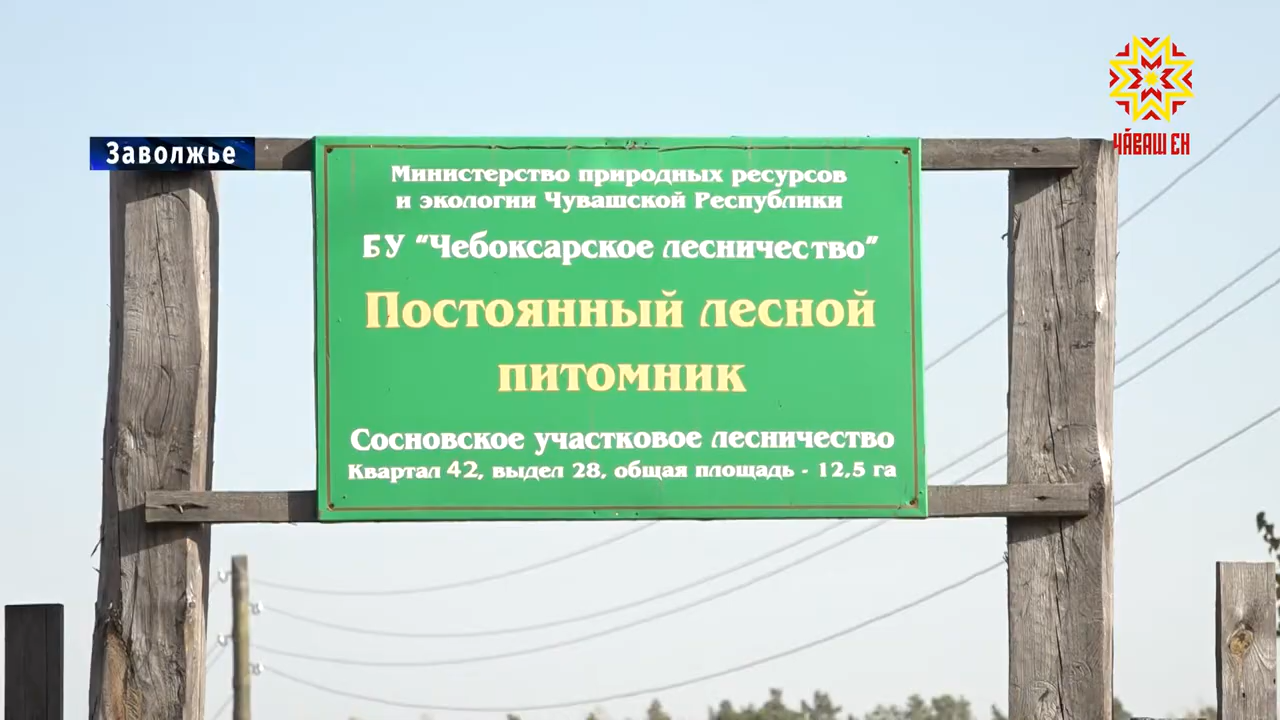 Заволжье
ЧӐВАШ ЕН
Министерство природных ресурсов
и экологии Чувашской Республики
БУ "Чебоксарское лесничество"
Постоянный лесной
питомник
Сосновское участковое лесничество
Квартал 42, выдел 28, общая площадь - 12,5 га